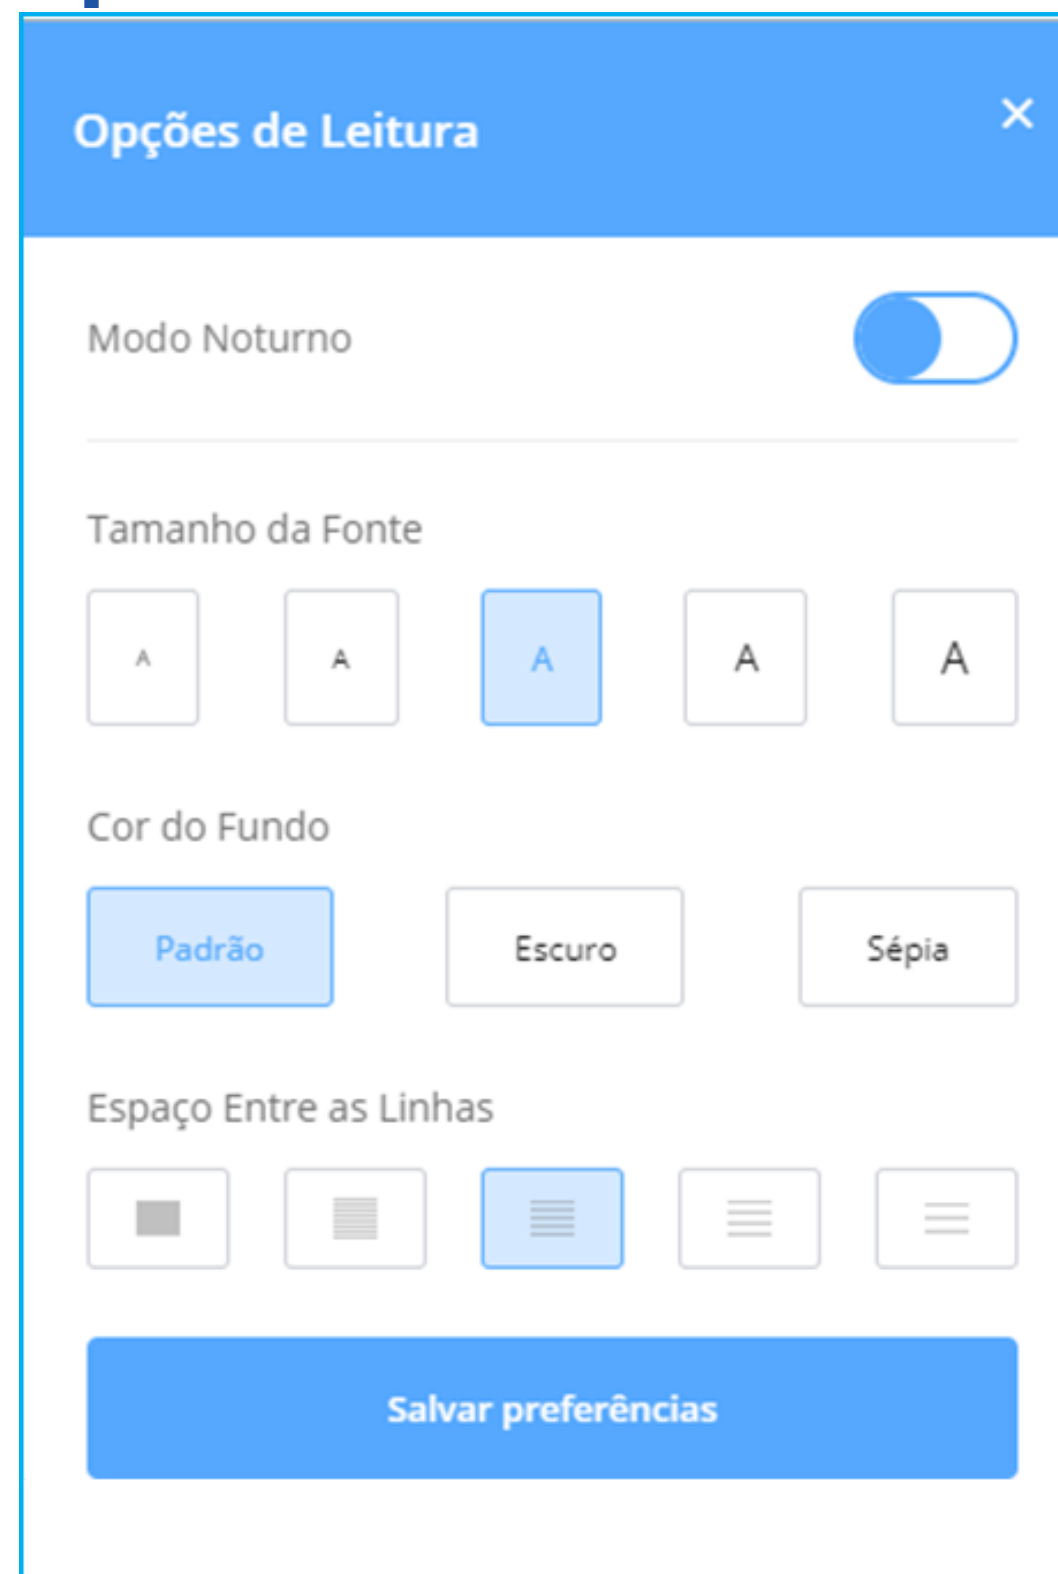 Opções de Leitura
Modo Noturno
Tamanho da Fonte
A A A A A
Cor do Fundo
Padrão Escuro Sépia
Espaço Entre as Linhas
Salvar preferências